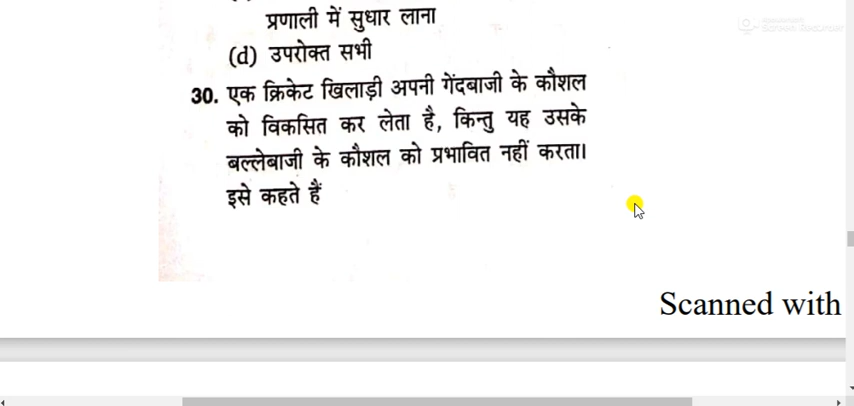 प्रणाली में सुधार लाना
(d) उपरोक्त सभी
30. एक क्रिकेट खिलाड़ी अपनी गेंदबाजी के कौशल
को विकसित कर लेता है, किन्तु यह उसके
बल्लेबाजी के कौशल को प्रभावित नहीं करता।
इसे कहते हैं
Scanned with